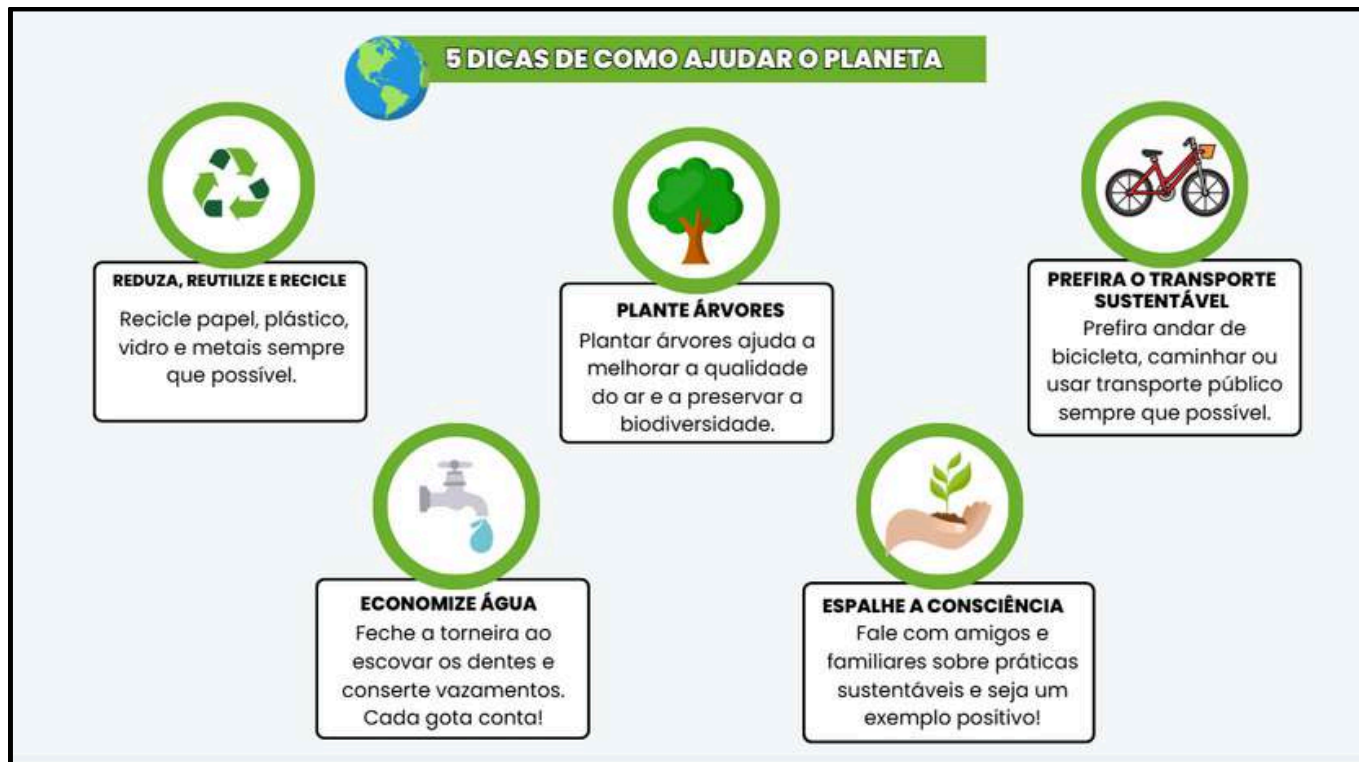 5 DICAS DE COMO AJUDAR O PLANETA
REDUZA, REUTILIZE E RECICLE
Recicle papel, plástico,
vidro e metais sempre
que possível.
PLANTE ÁRVORES
Plantar árvores ajuda a
melhorar a qualidade
do ar e a preservar a
biodiversidade.
PREFIRA O TRANSPORTE
SUSTENTÁVEL
Prefira andar de
bicicleta, caminhar ou
usar transporte público
sempre que possível.
ECONOMIZE ÁGUA
Feche a torneira ao
escovar os dentes e
conserte vazamentos.
Cada gota conta!
ESPALHE A CONSCIÊNCIA
Fale com amigos e
familiares sobre práticas
sustentáveis e seja um
exemplo positivo!